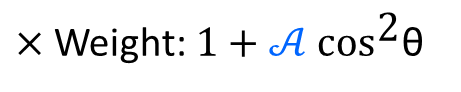 × Weight: 1 + 𝒜 cos²θ